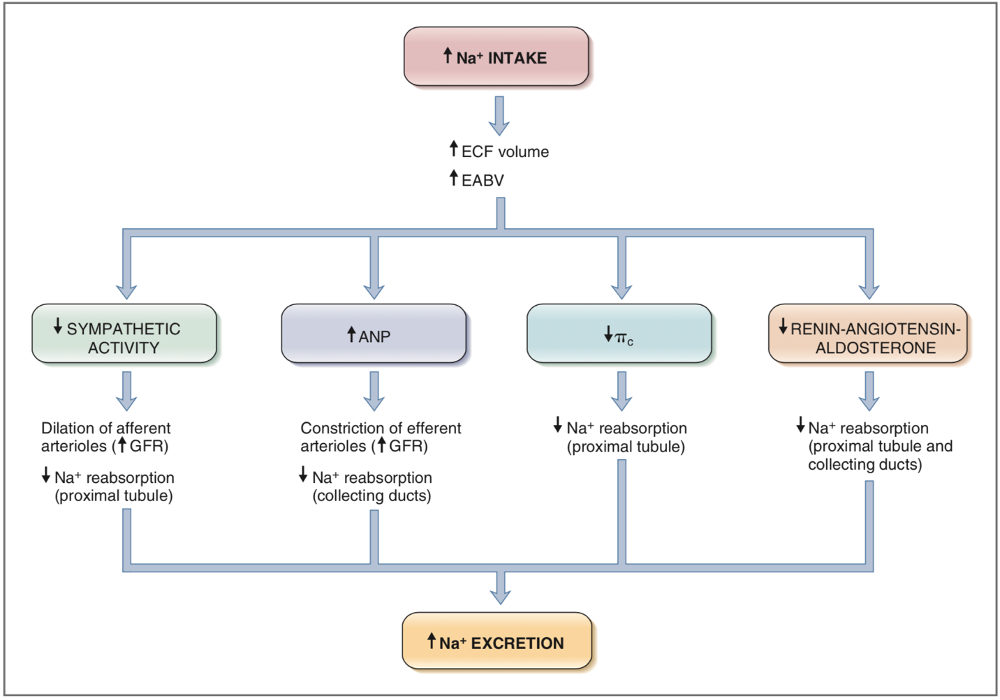 ↑ Na⁺ INTAKE
↑ ECF volume
↑ EABV
↓ SYMPATHETIC
ACTIVITY
Dilation of afferent
arterioles (↑ GFR)
↓ Na⁺ reabsorption
(proximal tubule)
↑ ANP
Constriction of efferent
arterioles (↑ GFR)
↓ Na⁺ reabsorption
(collecting ducts)
↓ πc
↓ Na⁺ reabsorption
(proximal tubule)
↓ RENIN-ANGIOTENSIN-
ALDOSTERONE
↓ Na⁺ reabsorption
(proximal tubule and
collecting ducts)
↑ Na⁺ EXCRETION